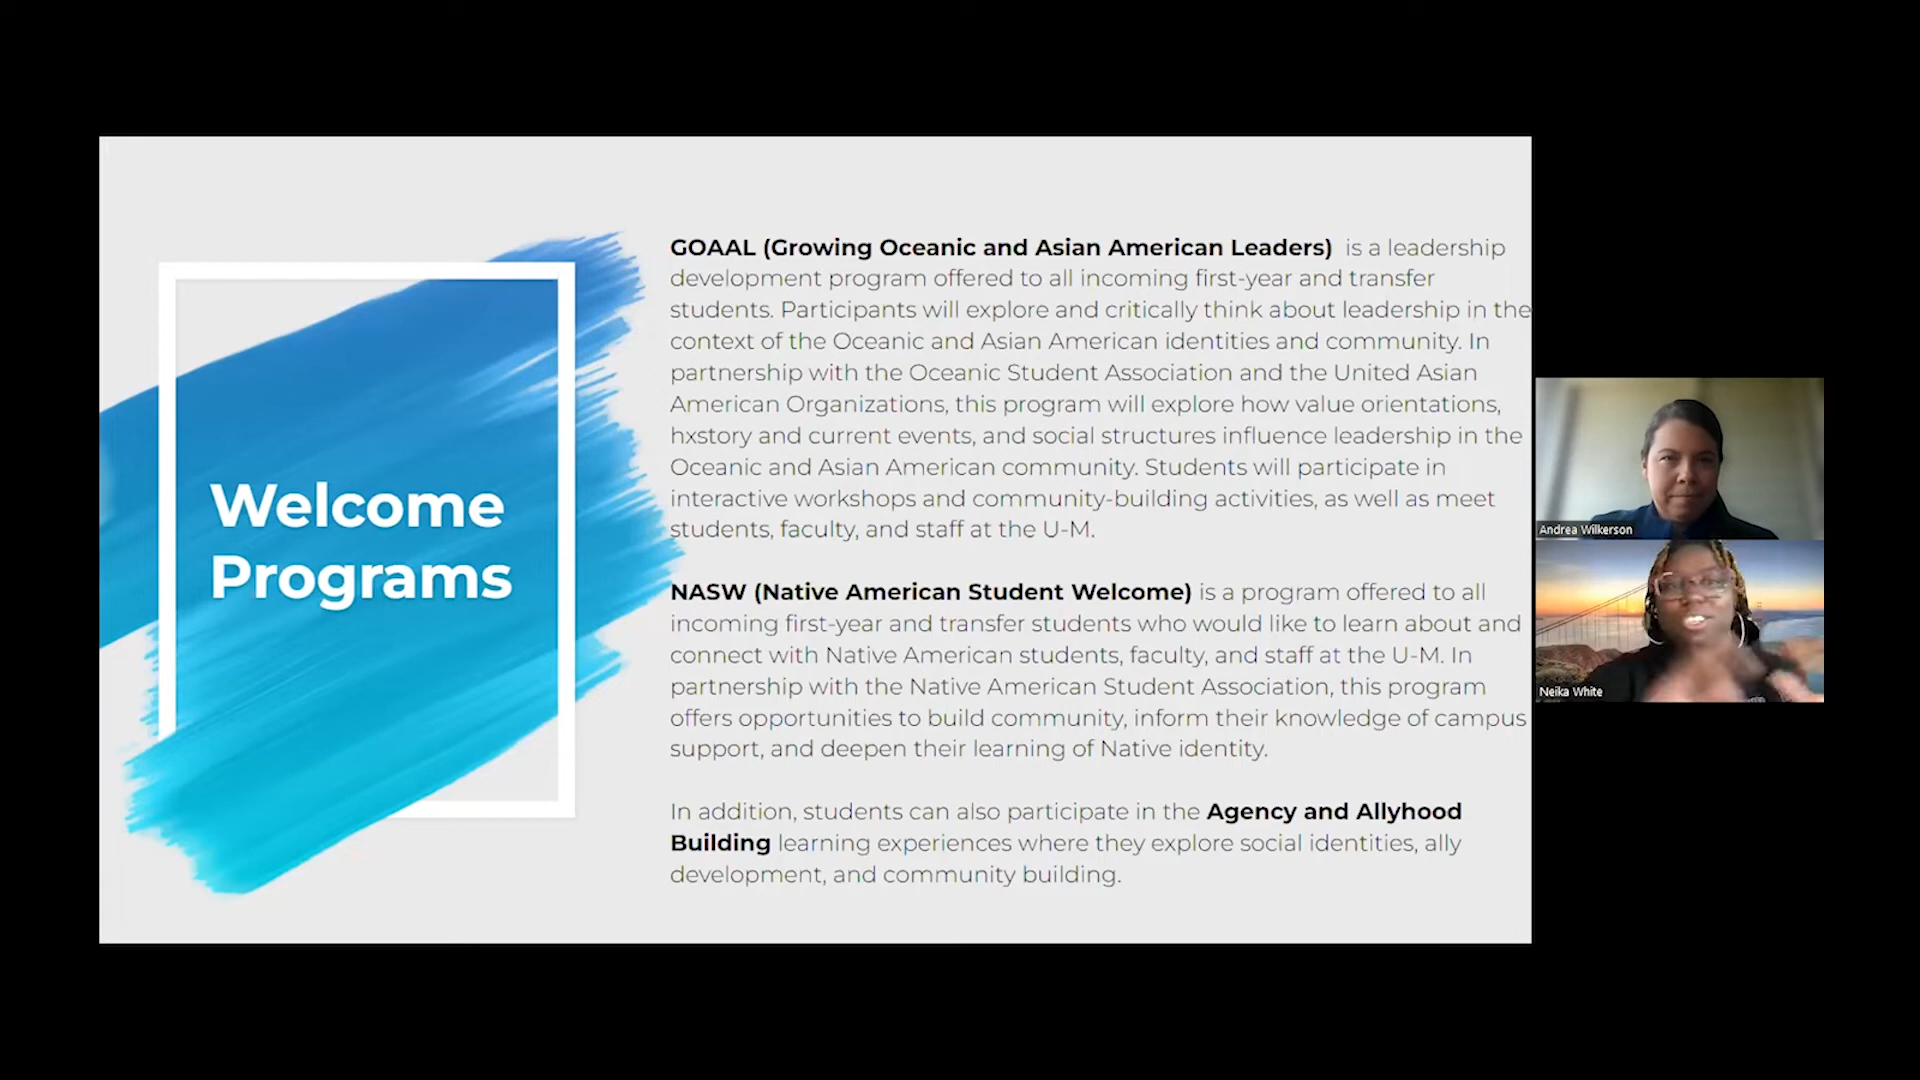 Welcome
Programs
GOAAL (Growing Oceanic and Asian American Leaders) is a leadership
development program offered to all incoming first-year and transfer
students. Participants will explore and critically think about leadership in the
context of the Oceanic and Asian American identities and community. In
partnership with the Oceanic Student Association and the United Asian
American Organizations, this program will explore how value orientations,
hxstory and current events, and social structures influence leadership in the
Oceanic and Asian American community. Students will participate in
interactive workshops and community-building activities, as well as meet
students, faculty, and staff at the U-M.
NASW (Native American Student Welcome) is a program offered to all
incoming first-year and transfer students who would like to learn about and
connect with Native American students, faculty, and staff at the U-M. In
partnership with the Native American Student Association, this program
offers opportunities to build community, inform their knowledge of campus
support, and deepen their learning of Native identity.
In addition, students can also participate in the Agency and Allyhood
Building learning experiences where they explore social identities, ally
development, and community building.
Andrea Wilkerson
Neika White